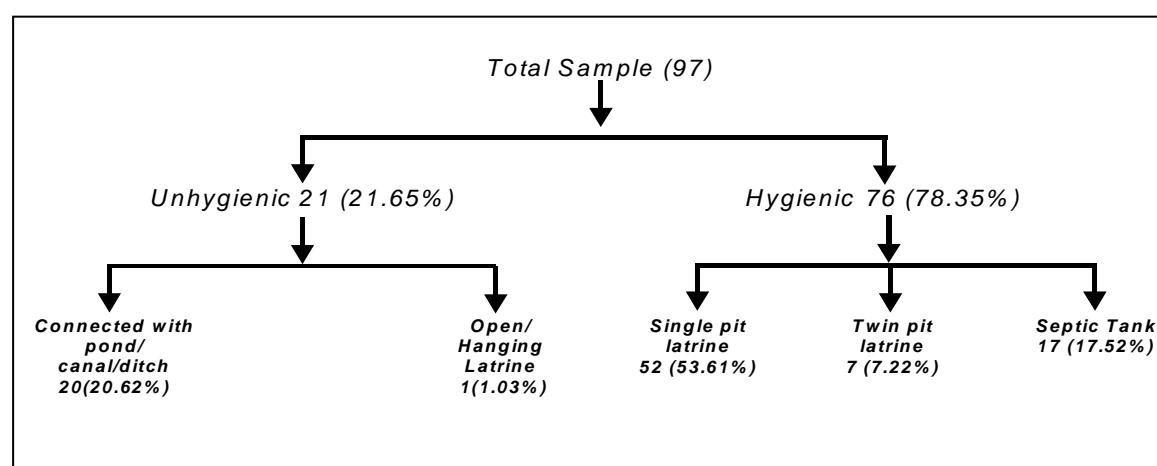 Total Sample (97)
Unhygienic 21 (21.65%)
Hygienic 76 (78.35%)
Connected with
pond/
canal/ditch
20(20.62%)
Open/
Hanging
Latrine
1(1.03%)
Single pit
latrine
52 (53.61%)
Twin pit
latrine
7 (7.22%)
Septic Tank
17 (17.52%)